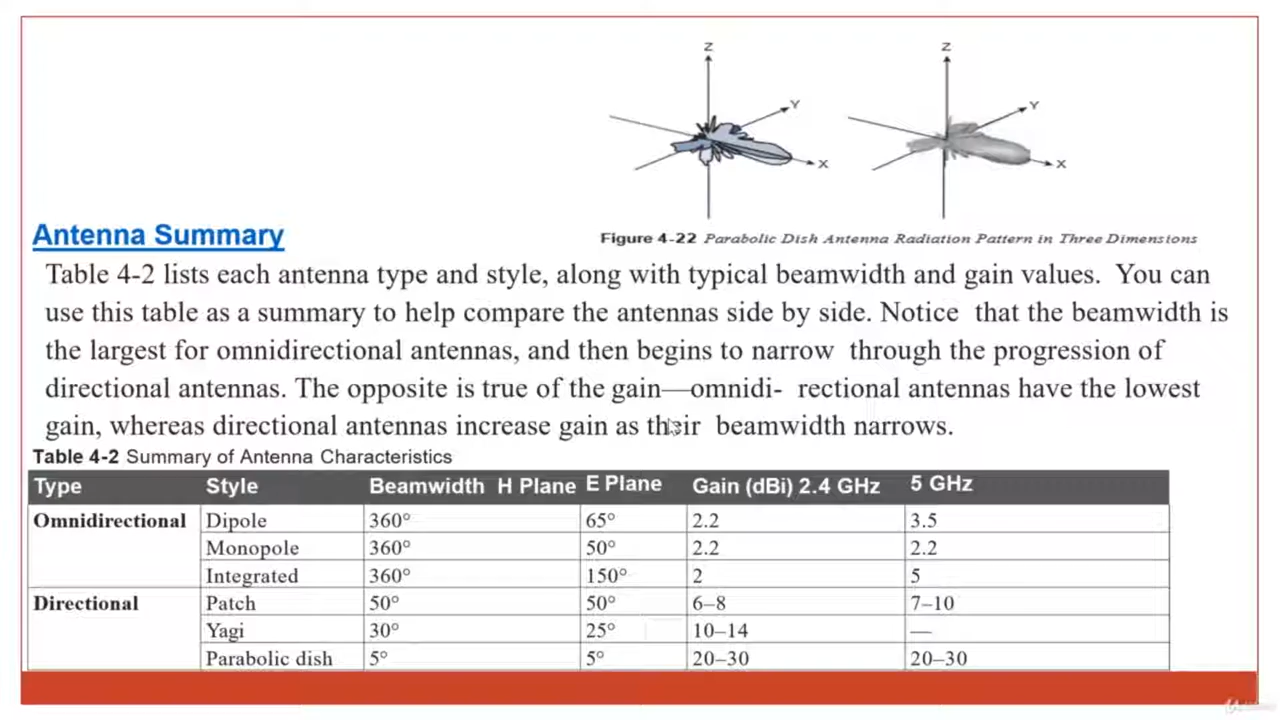 Z
Z
Y
Y
X
X
Figure 4-22 Parabolic Dish Antenna Radiation Pattern in Three Dimensions
Antenna Summary
Table 4-2 lists each antenna type and style, along with typical beamwidth and gain values. You can
use this table as a summary to help compare the antennas side by side. Notice that the beamwidth is
the largest for omnidirectional antennas, and then begins to narrow through the progression of
directional antennas. The opposite is true of the gain—omnidi- rectional antennas have the lowest
gain, whereas directional antennas increase gain as their beamwidth narrows.
Table 4-2 Summary of Antenna Characteristics
Type Style Beamwidth H Plane E Plane Gain (dBi) 2.4 GHz 5 GHz
Omnidirectional Dipole 360° 65° 2.2 3.5
Monopole 360° 50° 2.2 2.2
Integrated 360° 150° 2 5
Directional Patch 50° 50° 6–8 7–10
Yagi 30° 25° 10–14 —
Parabolic dish 5° 5° 20–30 20–30